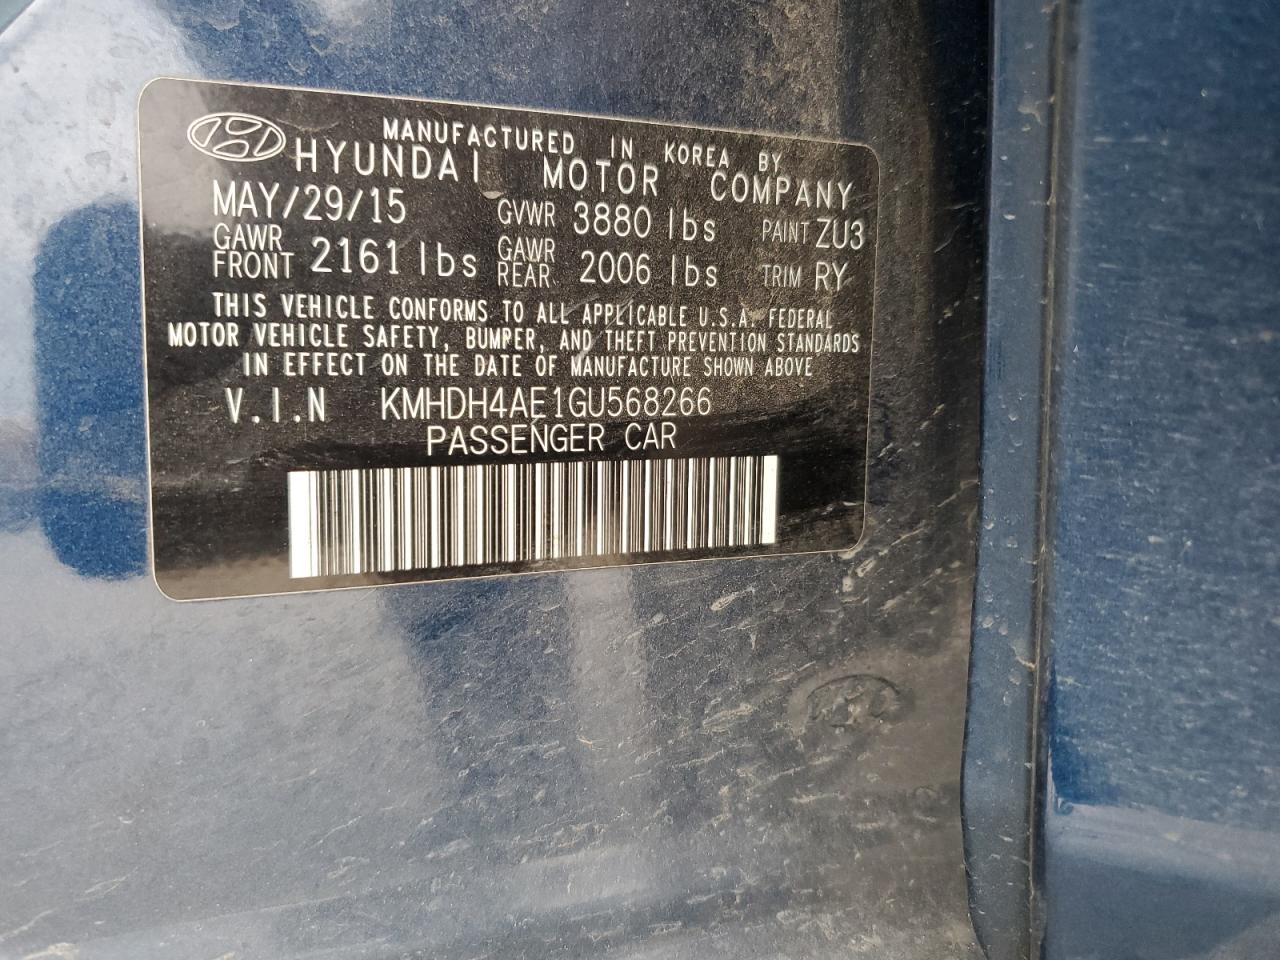 MANUFACTURED IN KOREA BY
HYUNDAI MOTOR COMPANY
MAY/29/15 GVWR 3880 lbs PAINT ZU3
GAWR FRONT 2161 lbs GAWR REAR 2006 lbs TRIM RY
THIS VEHICLE CONFORMS TO ALL APPLICABLE U.S.A. FEDERAL
MOTOR VEHICLE SAFETY, BUMPER, AND THEFT PREVENTION STANDARDS
IN EFFECT ON THE DATE OF MANUFACTURE SHOWN ABOVE
V.I.N KMHDH4AE1GU568266
PASSENGER CAR